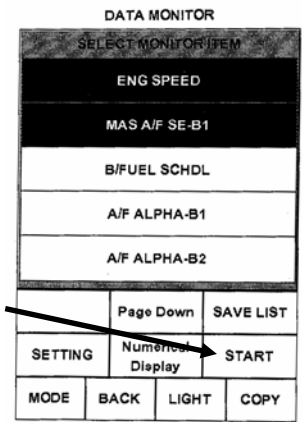 DATA MONITOR
SELECT MONITOR ITEM
ENG SPEED
MAS A/F SE-B1
B/FUEL SCHDL
A/F ALPHA-B1
A/F ALPHA-B2
Page Down SAVE LIST
SETTING Numerical Display START
MODE BACK LIGHT COPY